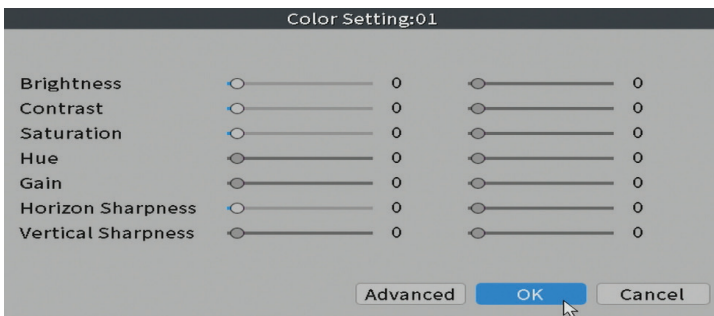 Color Setting:01
Brightness 0 0
Contrast 0 0
Saturation 0 0
Hue 0 0
Gain 0 0
Horizon Sharpness 0 0
Vertical Sharpness 0 0
Advanced OK Cancel